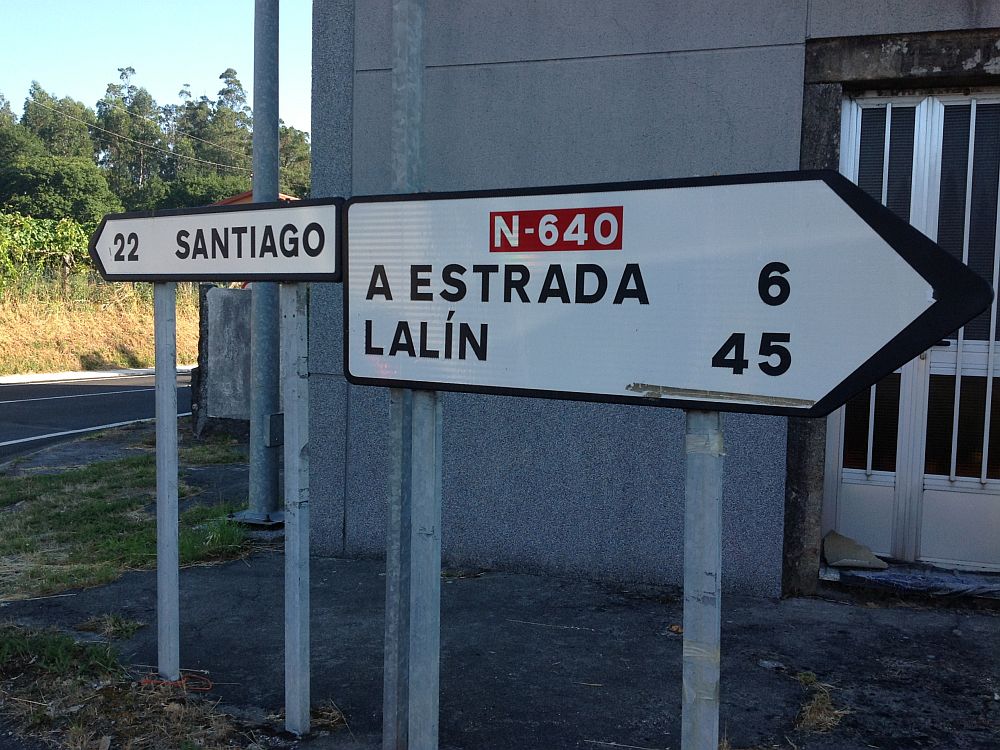 22 SANTIAGO
N-640
A ESTRADA 6
LALÍN 45